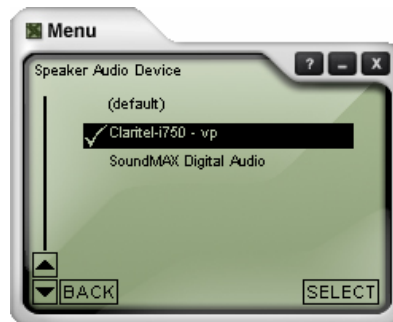 Menu
? - X
Speaker Audio Device
(default)
Claritel-i750 - vp
SoundMAX Digital Audio
BACK
SELECT